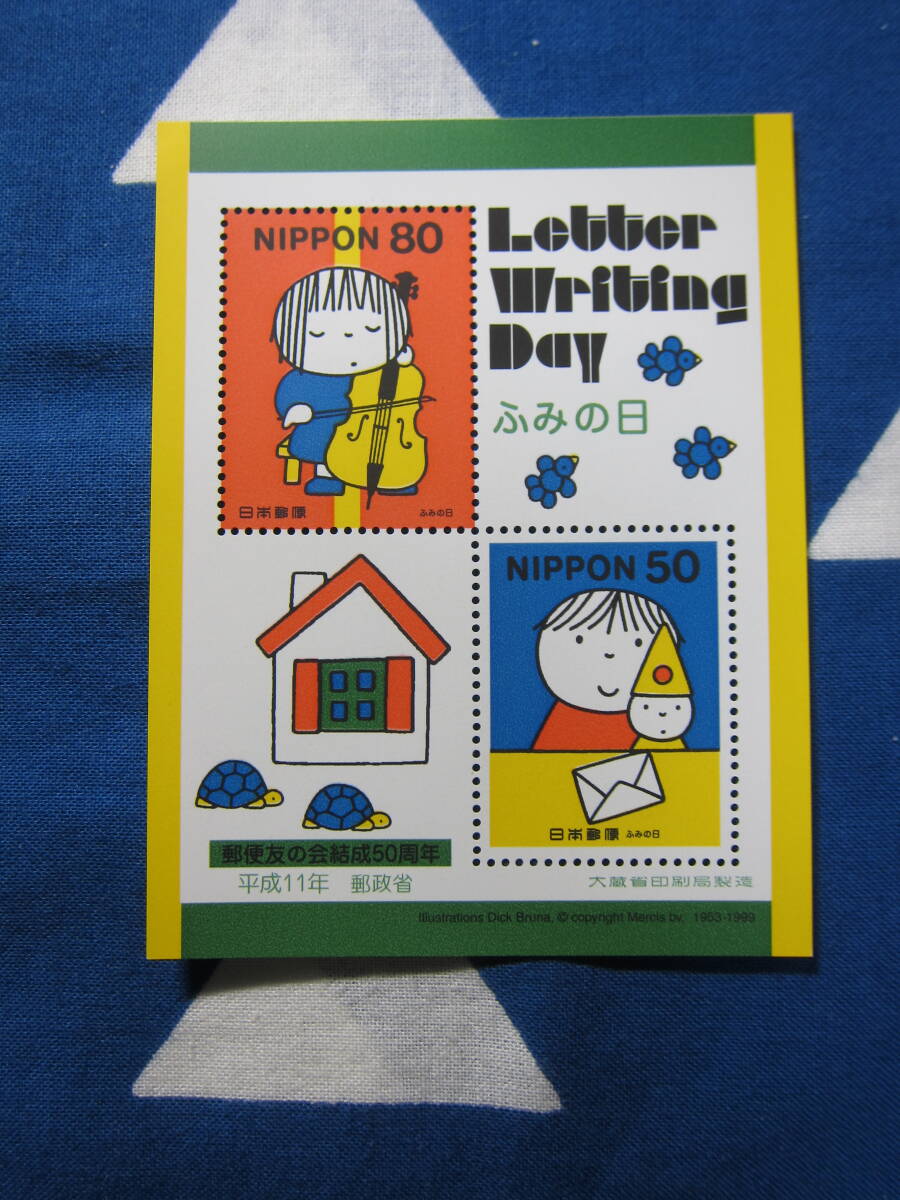 NIPPON 80
日本郵便 ふみの日
Letter
Writing
Day
ふみの日
NIPPON 50
日本郵便 ふみの日
郵便友の会結成50周年
平成11年 郵政省
大蔵省印刷局製造
Illustrations Dick Bruna, © copyright Mercis bv, 1953-1999